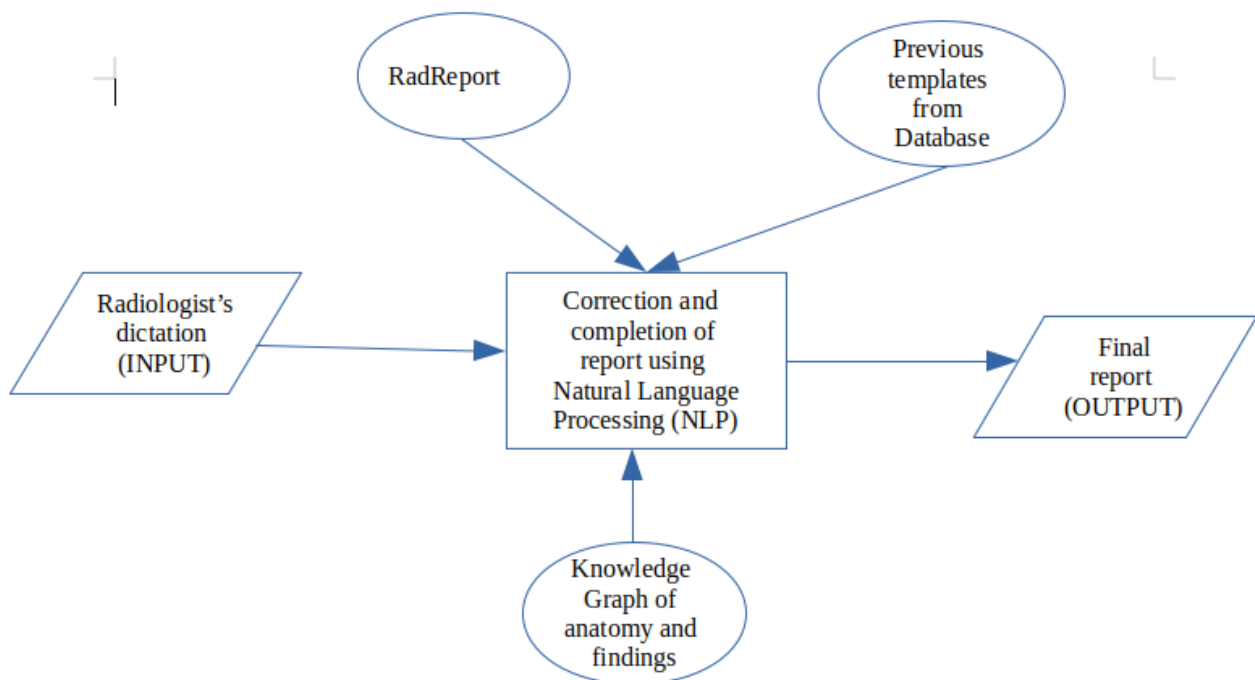 RadReport
Previous
templates
from
Database
Radiologist’s
dictation
(INPUT)
Correction and
completion of
report using
Natural Language
Processing (NLP)
Final
report
(OUTPUT)
Knowledge
Graph of
anatomy and
findings